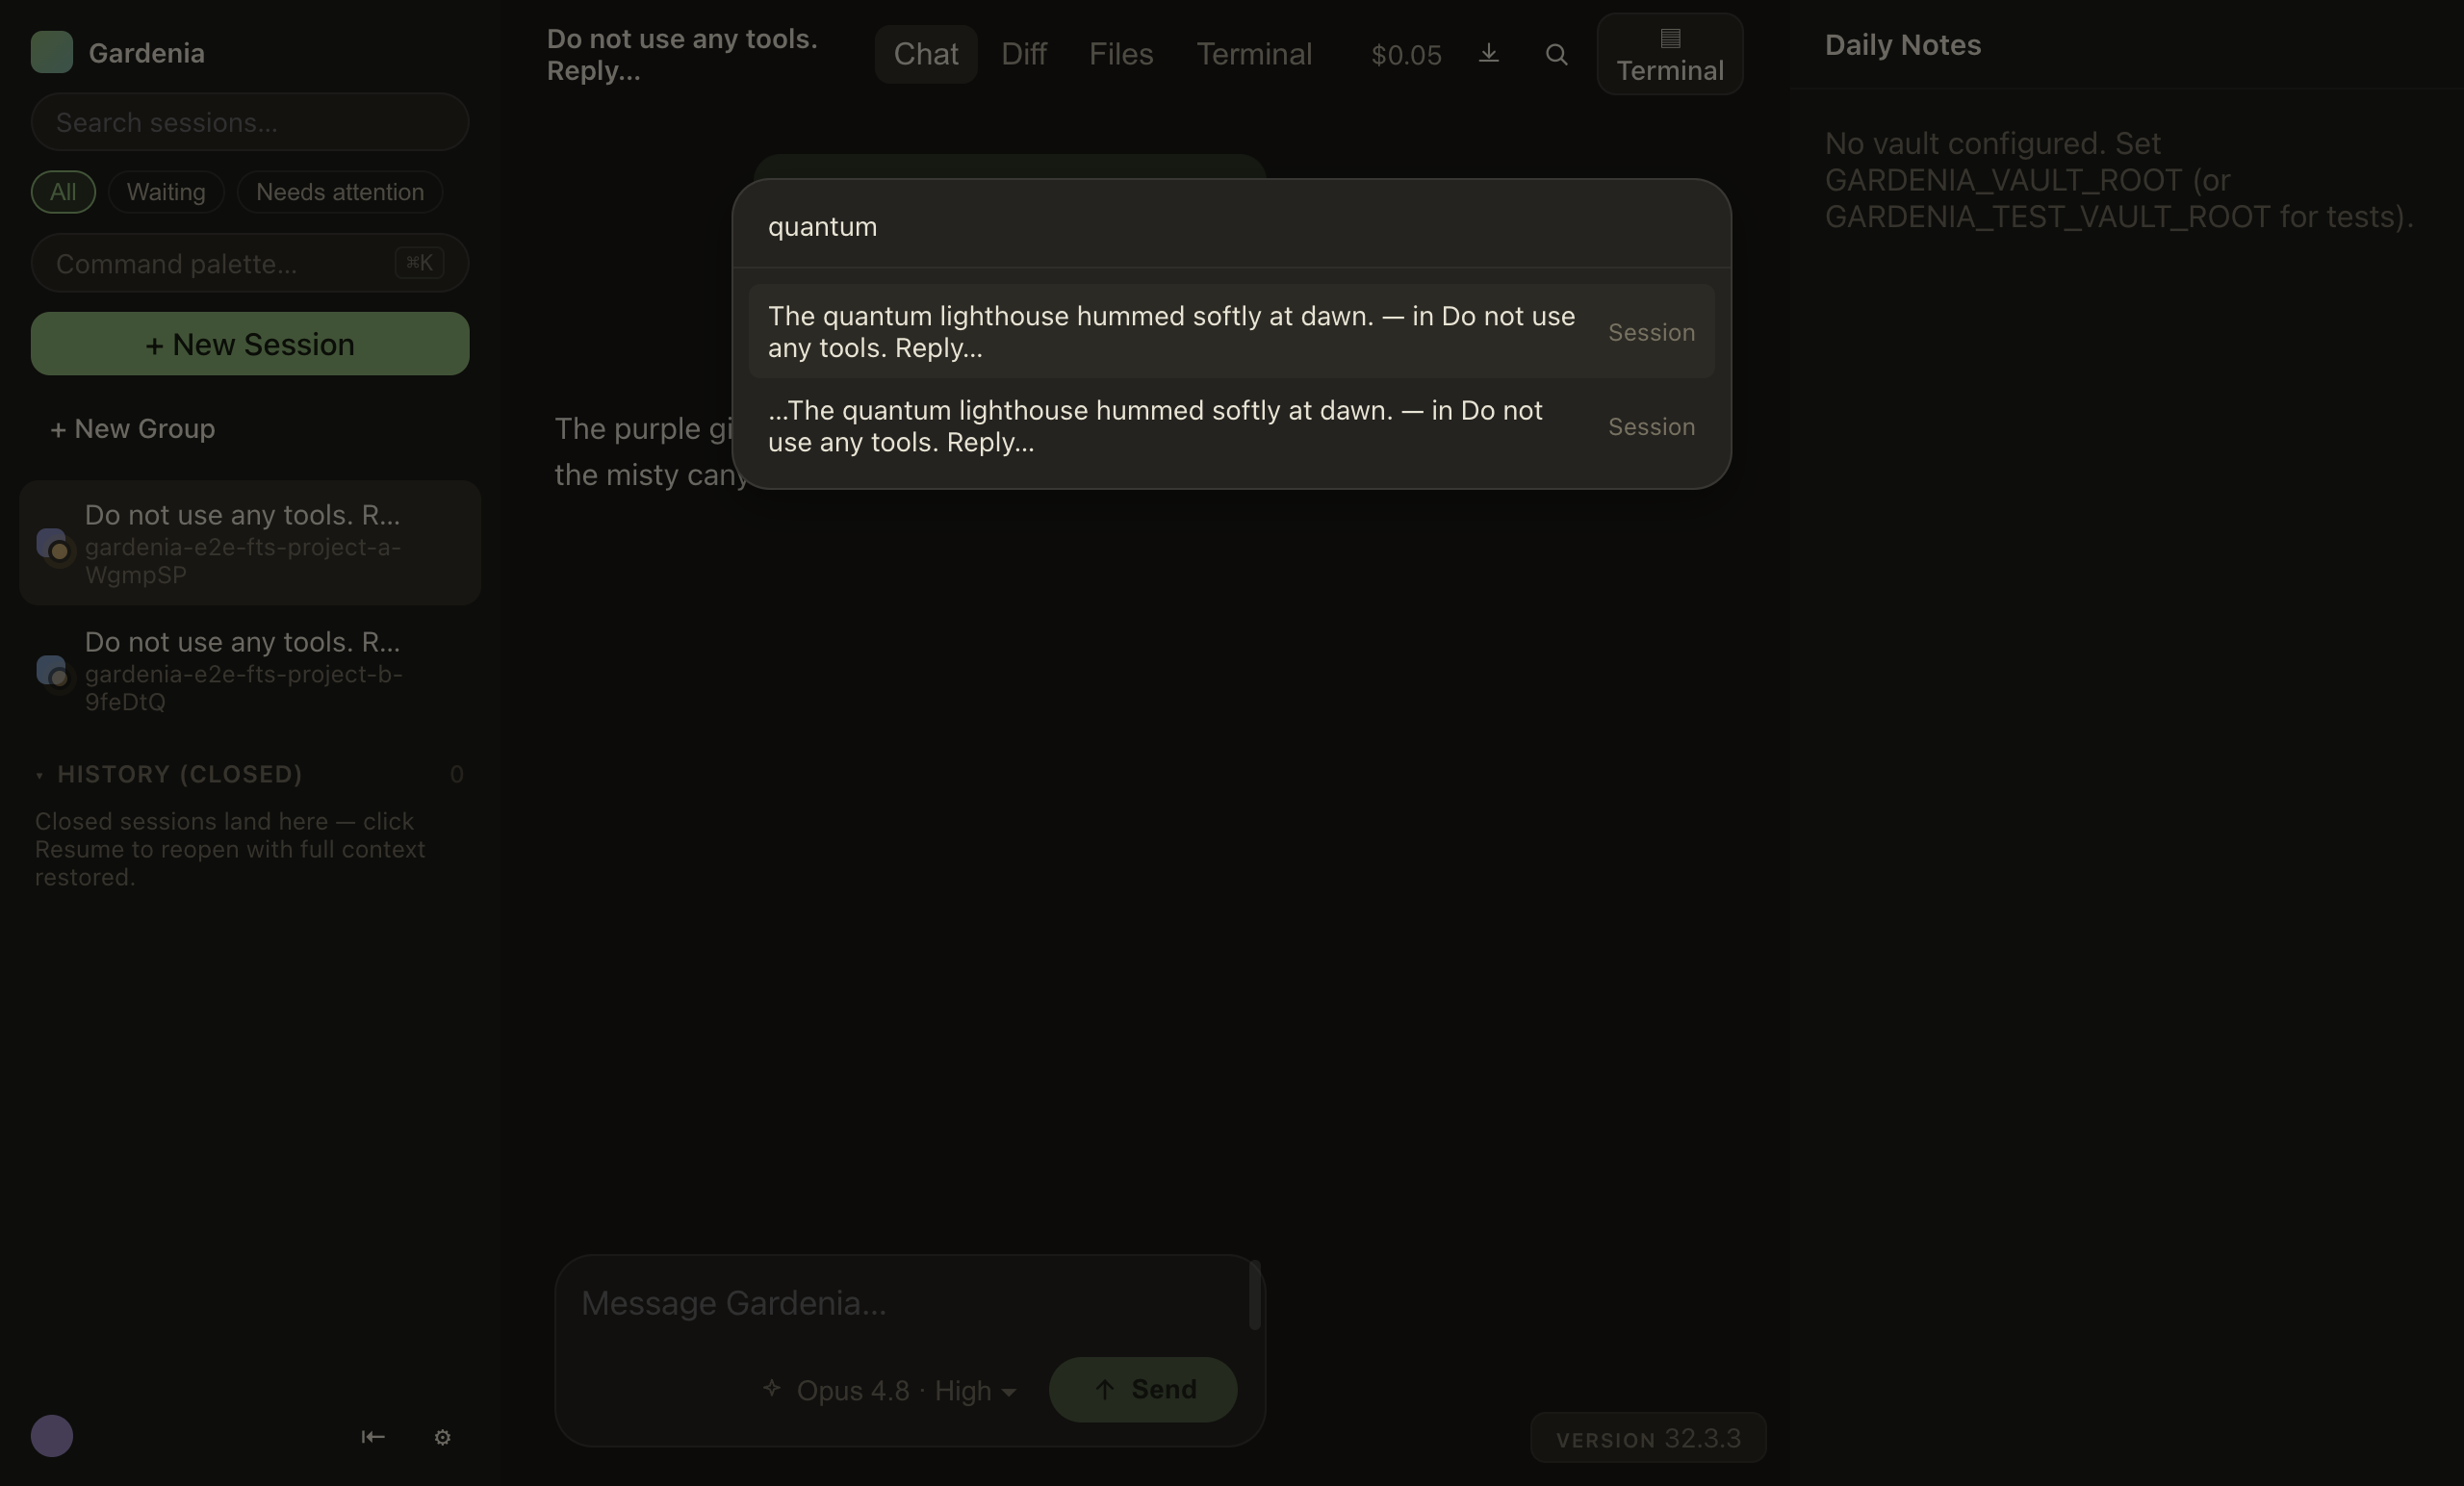 Gardenia
Search sessions...
All
Waiting
Needs attention
Command palette...
⌘K
+ New Session
+ New Group
Do not use any tools. R...
gardenia-e2e-fts-project-a-
WgmpSP
Do not use any tools. R...
gardenia-e2e-fts-project-b-
9feDtQ
HISTORY (CLOSED)
0
Closed sessions land here — click
Resume to reopen with full context
restored.
Do not use any tools.
Reply...
Chat
Diff
Files
Terminal
$0.05
Terminal
quantum
The quantum lighthouse hummed softly at dawn. — in Do not use
any tools. Reply...
Session
...The quantum lighthouse hummed softly at dawn. — in Do not
use any tools. Reply...
Session
The purple
the misty
Message Gardenia...
Opus 4.8 · High
Send
VERSION 32.3.3
Daily Notes
No vault configured. Set
GARDENIA_VAULT_ROOT (or
GARDENIA_TEST_VAULT_ROOT for tests).